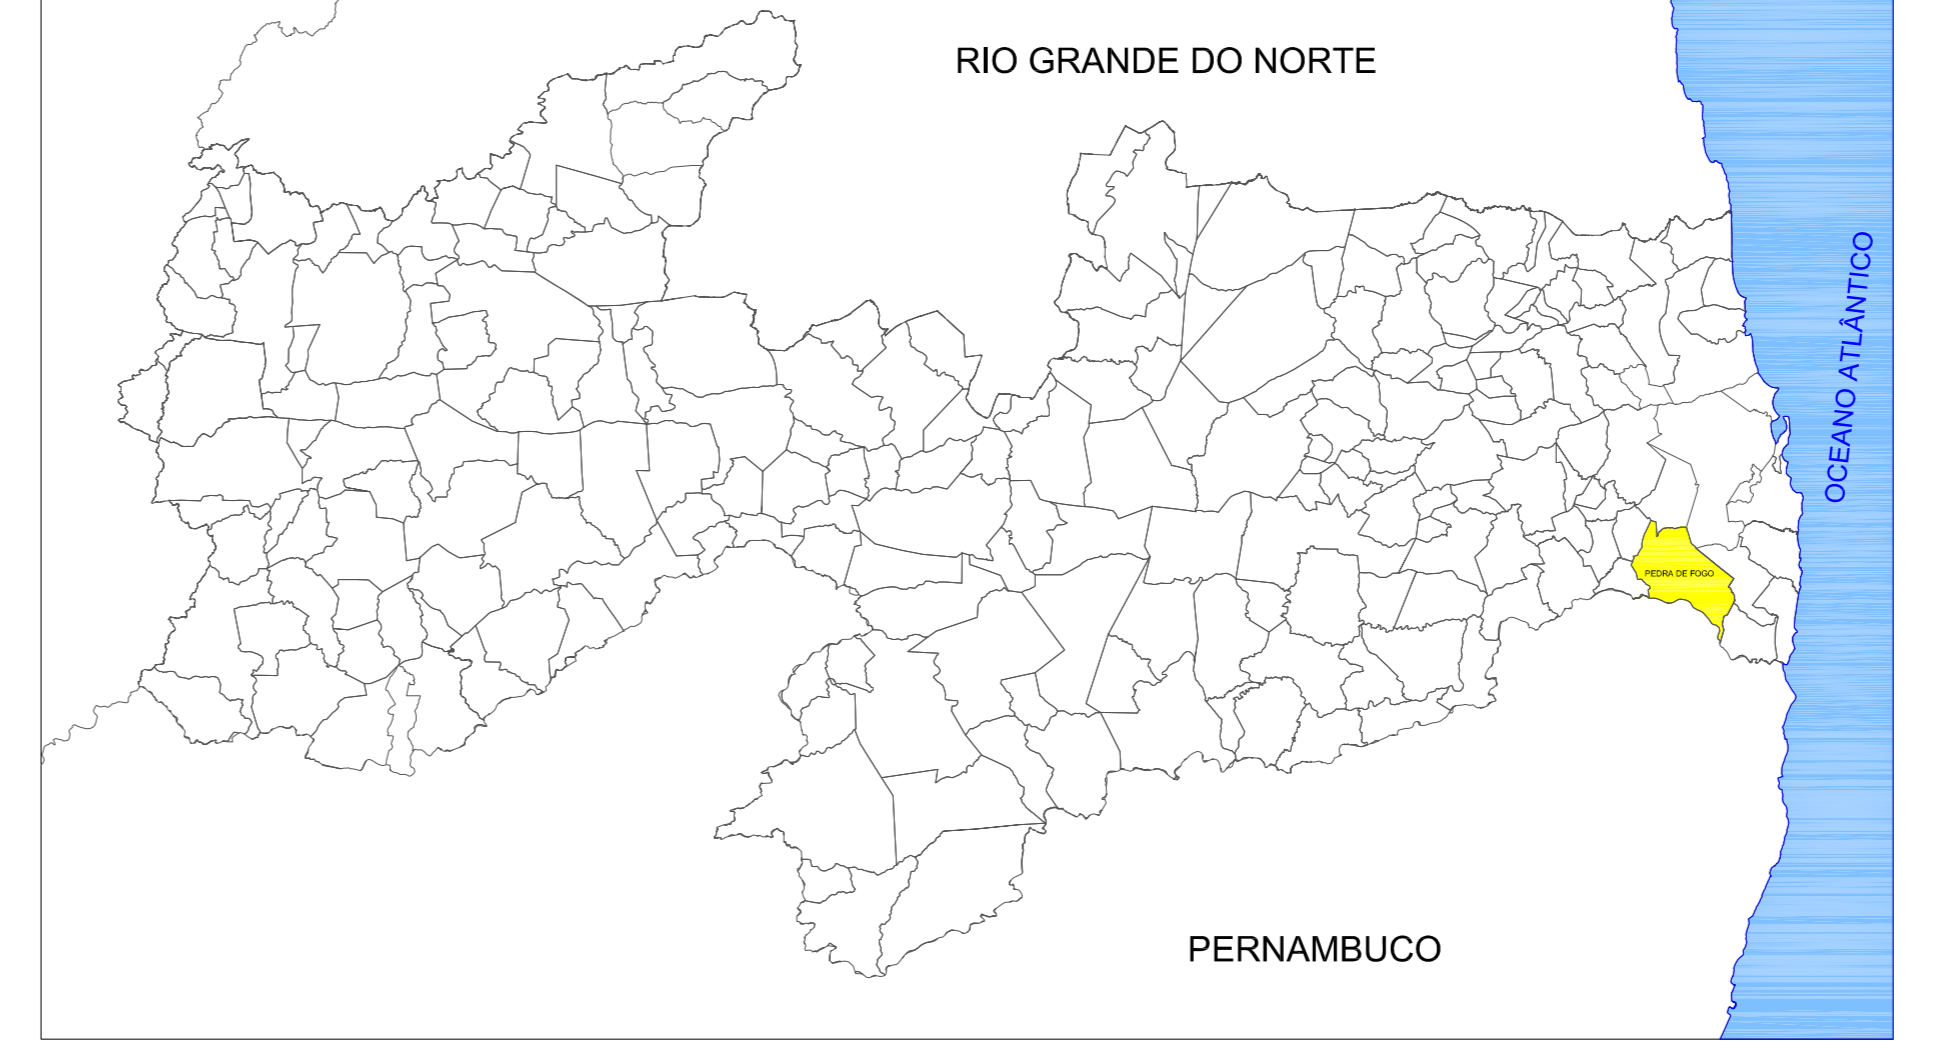 RIO GRANDE DO NORTE
OCEANO ATLÂNTICO
PEDRA DE FOGO
PERNAMBUCO